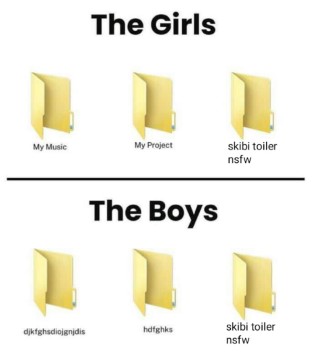 The Girls
My Music
My Project
skibi toiler
nsfw
The Boys
djkfghsdiojgnjdis
hdfghks
skibi toiler
nsfw